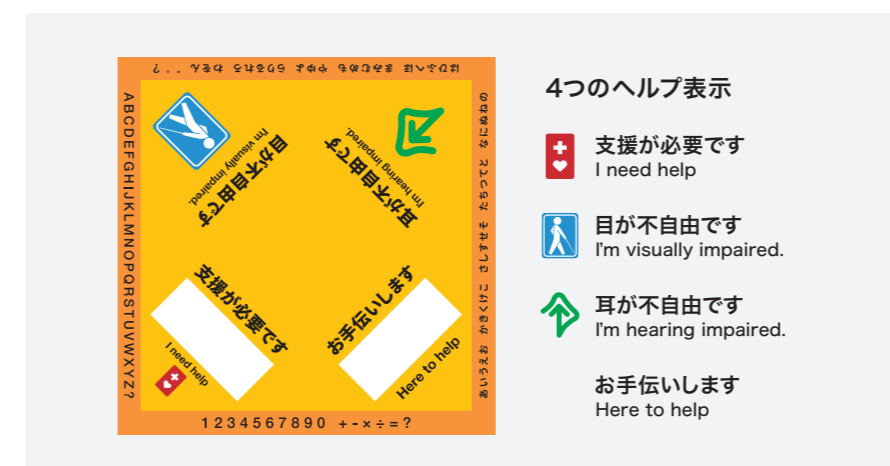 はひふへほ まみむめも やゆよ らりるれろ わをん 、。?
ABCDEFGHIJKLMNOPQRSTUVWXYZ?
目が不自由です
I'm visually impaired.
耳が不自由です
I'm hearing impaired.
支援が必要です
I need help
お手伝いします
Here to help
あいうえお かきくけこ さしすせそ たちつてと なにぬねの
1234567890 +-×÷=?
4つのヘルプ表示
支援が必要です
I need help
目が不自由です
I'm visually impaired.
耳が不自由です
I'm hearing impaired.
お手伝いします
Here to help